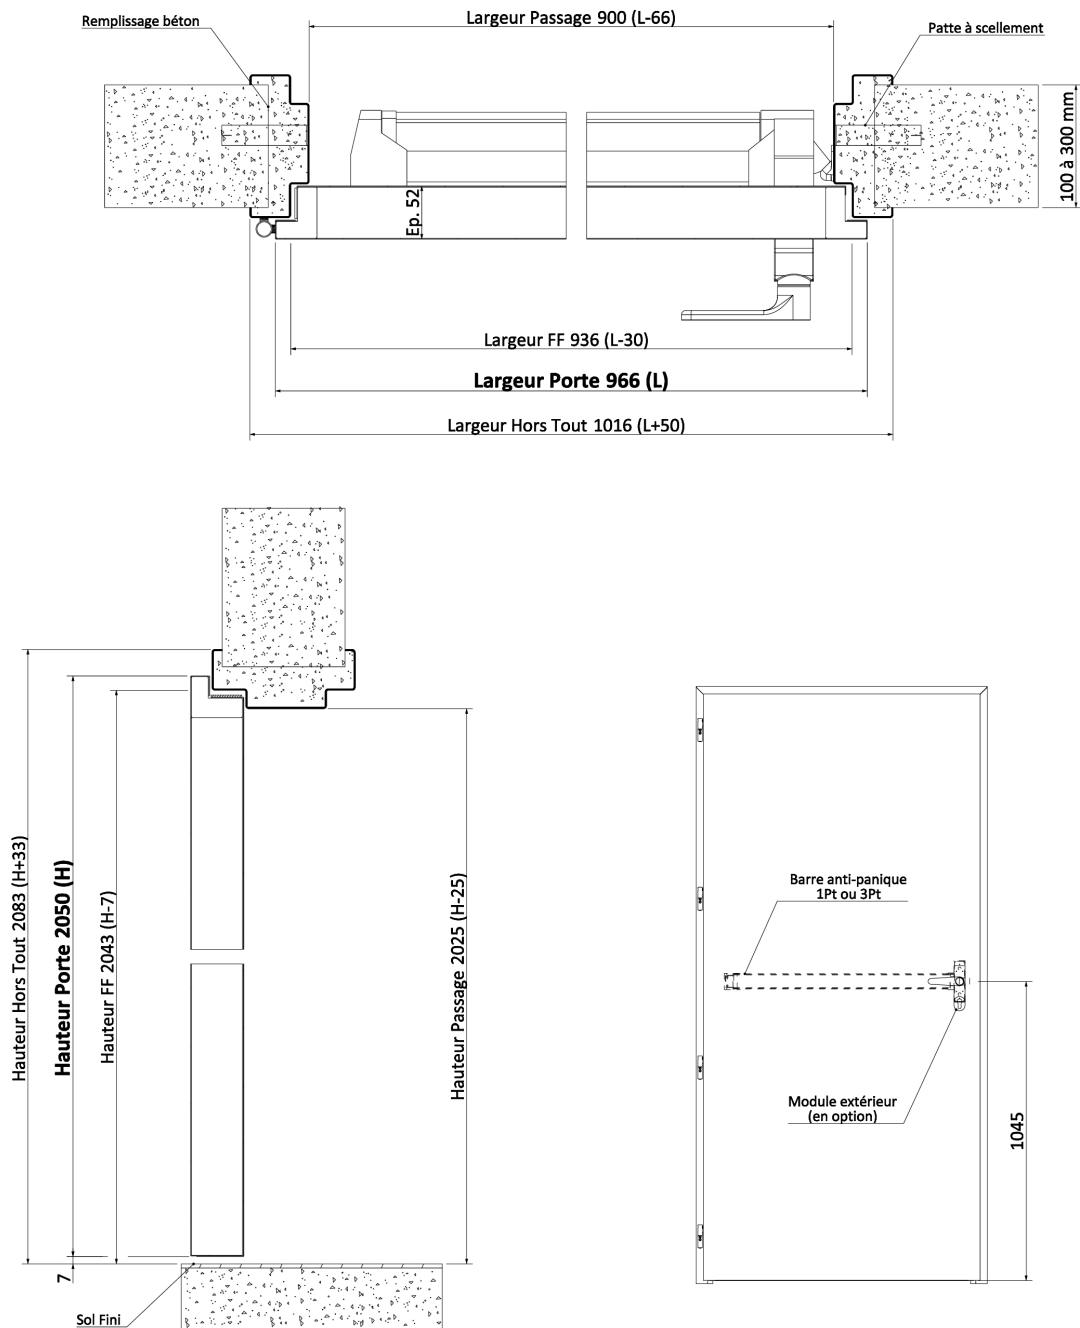 Remplissage béton
Largeur Passage 900 (L-66)
Patte à scellement
100 à 300 mm
Ep. 52
Largeur FF 936 (L-30)
Largeur Porte 966 (L)
Largeur Hors Tout 1016 (L+50)
Hauteur Hors Tout 2083 (H+33)
Hauteur Porte 2050 (H)
Hauteur FF 2043 (H-7)
Hauteur Passage 2025 (H-25)
7
Sol Fini
Barre anti-panique
1Pt ou 3Pt
Module extérieur
(en option)
1045